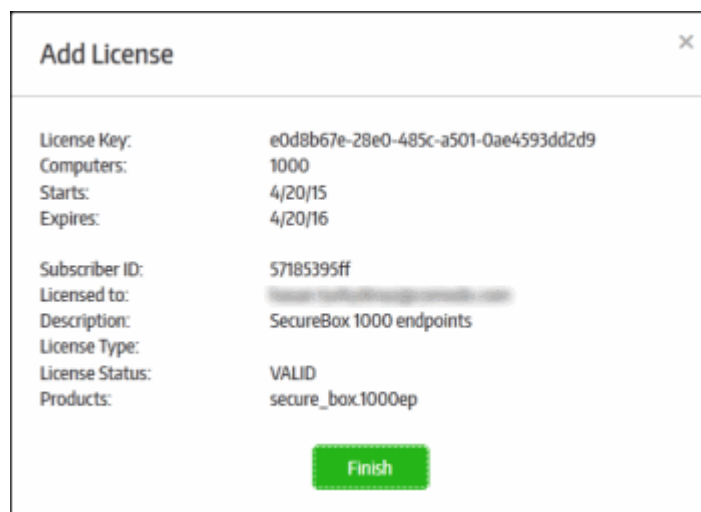 Add License
×
License Key: e0d8b67e-28e0-485c-a501-0ae4593dd2d9
Computers: 1000
Starts: 4/20/15
Expires: 4/20/16
Subscriber ID: 57185395ff
Licensed to:
Description: SecureBox 1000 endpoints
License Type:
License Status: VALID
Products: secure_box.1000ep
Finish